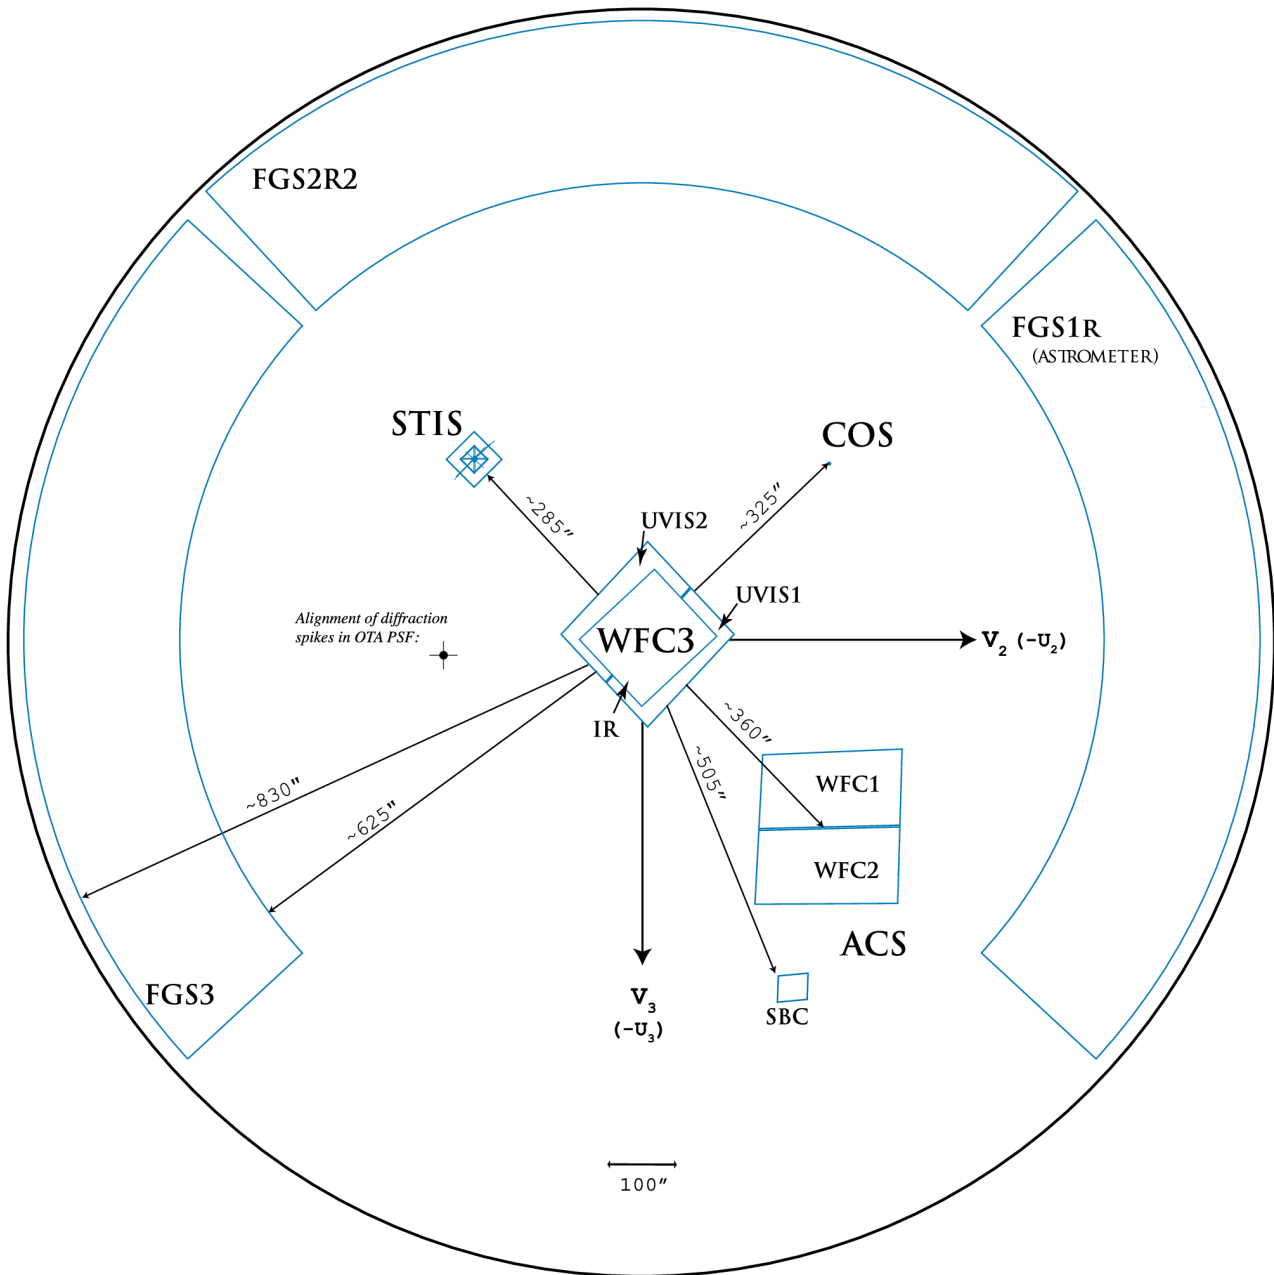 FGS2R2
FGS1R
(ASTROMETER)
STIS
COS
~285″
~325″
UVIS2
UVIS1
Alignment of diffraction
spikes in OTA PSF:
WFC3
V2 (-U2)
IR
~360″
~505″
~830″
~625″
WFC1
WFC2
ACS
FGS3
V3
(-U3)
SBC
100″